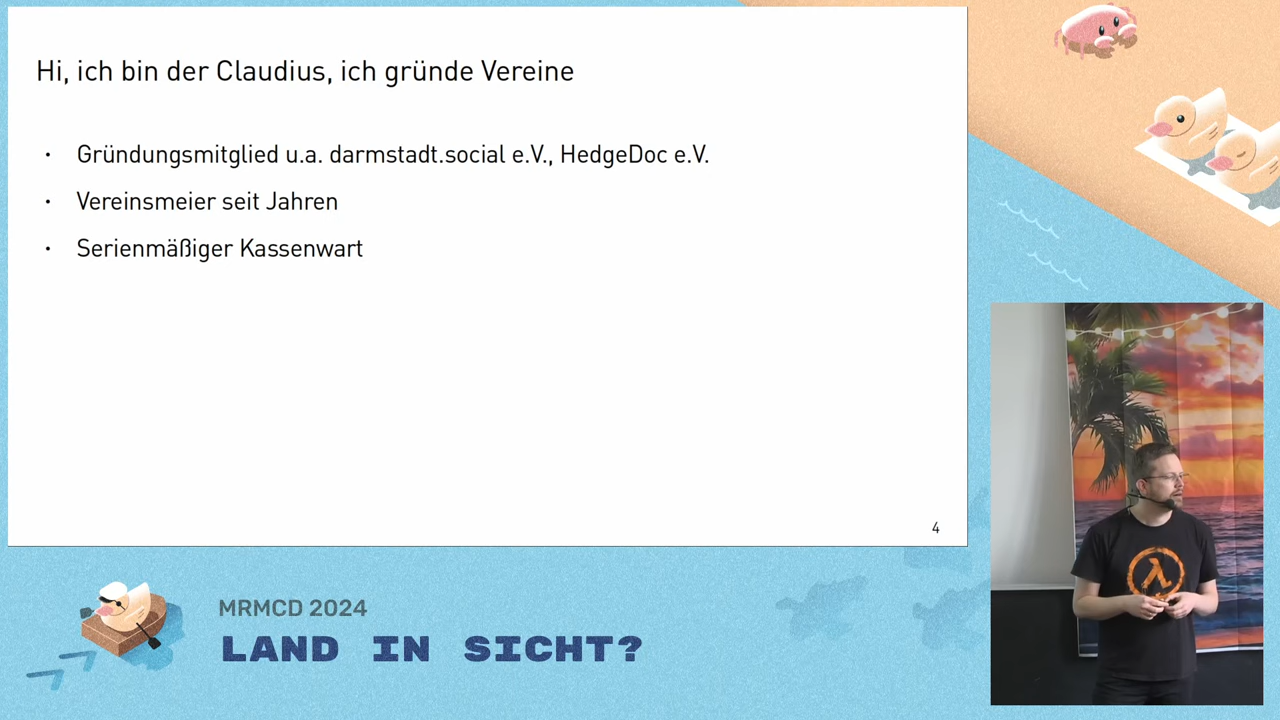 Hi, ich bin der Claudius, ich gründe Vereine
· Gründungsmitglied u.a. darmstadt.social e.V., HedgeDoc e.V.
· Vereinsmeier seit Jahren
· Serienmäßiger Kassenwart
4
λ
MRMCD 2024
LAND IN SICHT?